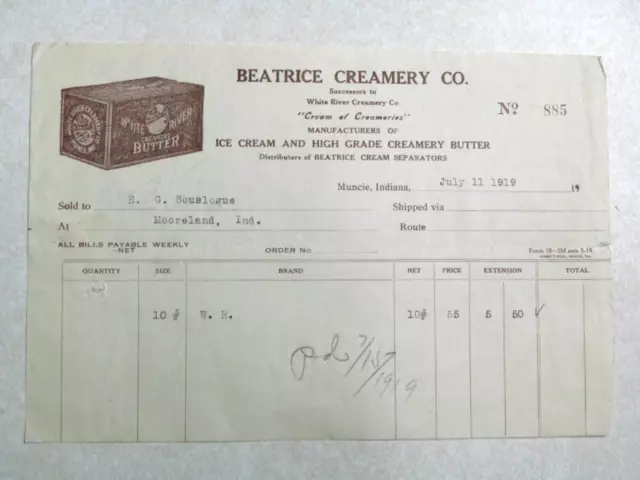 BEATRICE CREAMERY CO.
Successors to
White River Creamery Co.
"Cream of Creameries"
No 885
MANUFACTURERS OF
ICE CREAM AND HIGH GRADE CREAMERY BUTTER
Distributers of BEATRICE CREAM SEPARATORS
WHITE RIVER
CREAMERY
BUTTER
Muncie, Indiana, July 11 1919 19
Sold to E. G. Bouslogue Shipped via
At Mooreland, Ind. Route
ALL BILLS PAYABLE WEEKLY
—NET ORDER No.
QUANTITY SIZE BRAND NET PRICE EXTENSION TOTAL
10 # W. R. 10# 55 5 50 ✓
pd 7/15/1919